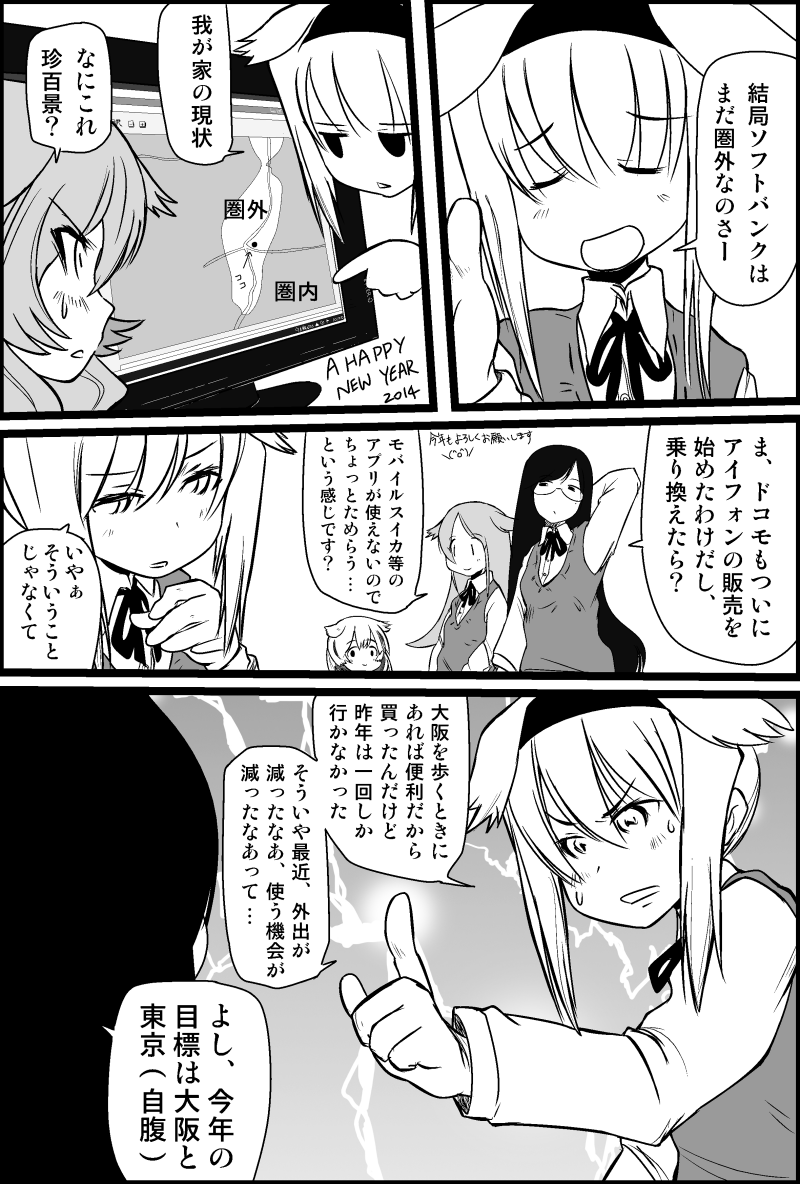 結局ソフトバンクは
まだ圏外なのさー
我が家の現状
なにこれ
珍百景？
圏外
ココ
圏内
A HAPPY
NEW YEAR
2014
ま、ドコモもついに
アイフォンの販売を
始めたわけだし、
乗り換えたら？
今年もよろしくお願いします
モバイルスイカ等の
アプリが使えないので
ちょっとためらう…
という感じです？
いやぁ
そういうこと
じゃなくて
大阪を歩くときに
あれば便利だから
買ったんだけど
昨年は一回しか
行かなかった
そういや最近、外出が
減ったなあ、使う機会が
減ったなあって…
よし、今年の
目標は大阪と
東京（自腹）